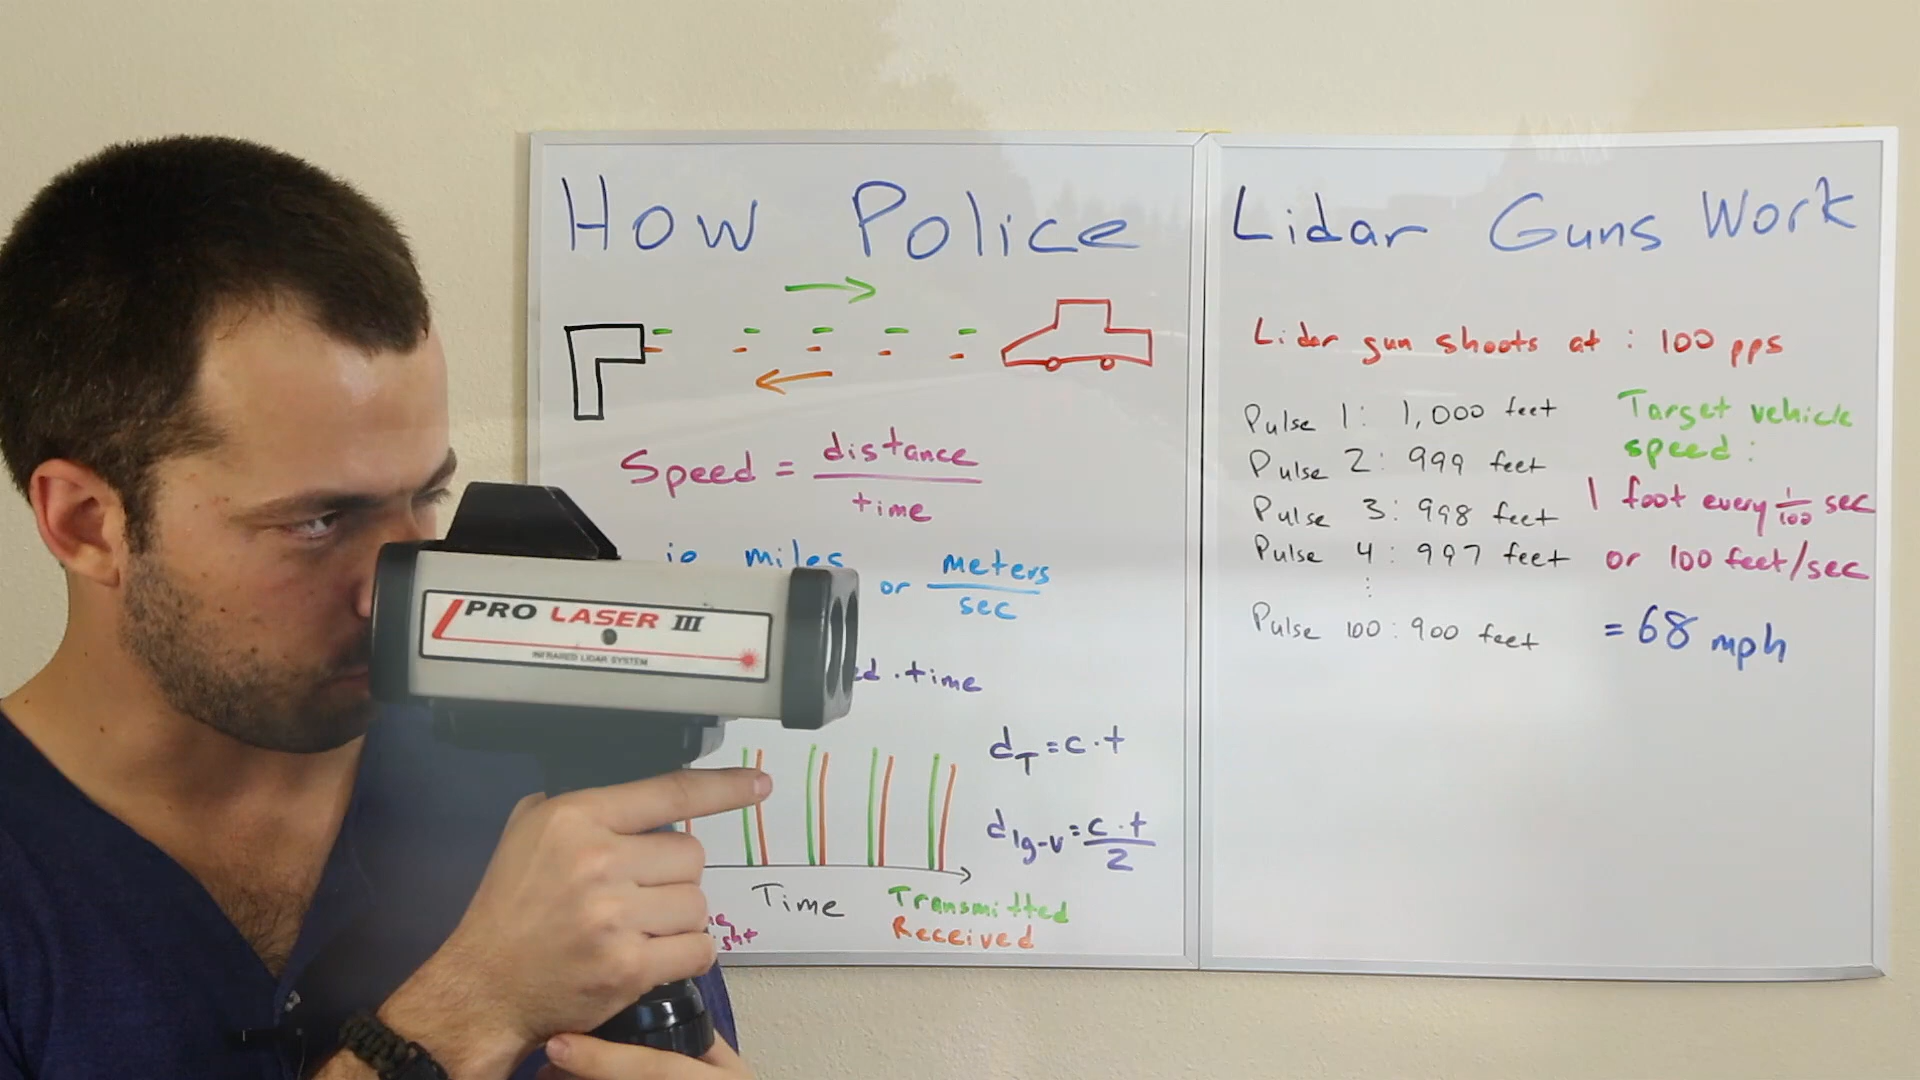 How Police Lidar Guns Work
Speed = distance
time
miles or meters
sec
time
dT = c·t
dlg-v = c·t
2
Time
Transmitted
Received
Lidar gun shoots at : 100 pps
Pulse 1: 1,000 feet
Pulse 2: 999 feet
Pulse 3: 998 feet
Pulse 4: 997 feet
⋮
Pulse 100: 900 feet
Target vehicle
speed:
1 foot every 1/100 sec
or 100 feet/sec
= 68 mph
PRO LASER III
INFRARED LIDAR SYSTEM